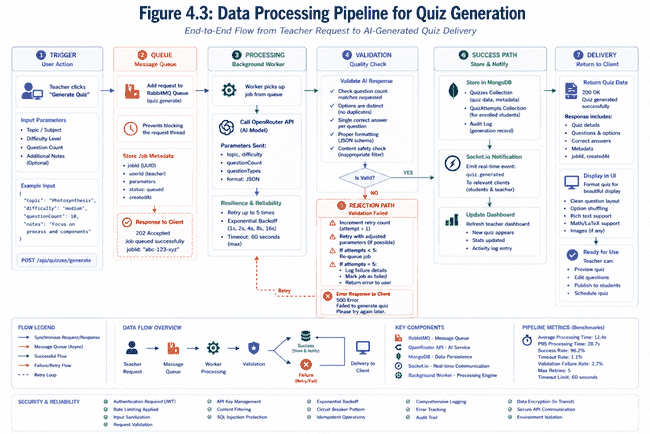 Figure 4.3: Data Processing Pipeline for Quiz Generation
End-to-End Flow from Teacher Request to AI-Generated Quiz Delivery
1 TRIGGER
User Action
Teacher clicks
"Generate Quiz"
Input Parameters
• Topic / Subject
• Difficulty Level
• Question Count
• Additional Notes
(Optional)
Example Input
{
"topic": "Photosynthesis",
"difficulty": "medium",
"questionCount": 10,
"notes": "Focus on
process and components"
}
POST /api/quizzes/generate
2 QUEUE
Message Queue
Add request to
RabbitMQ Queue
(quiz.generate)
Prevents blocking
the request thread
Store Job Metadata
• jobId (UUID)
• userId (teacher)
• parameters
• status: queued
• createdAt
Response to Client
202 Accepted
Job queued successfully
jobId: "abc-123-xyz"
3 PROCESSING
Background Worker
Worker picks up
job from queue
Call OpenRouter API
(AI Model)
Parameters Sent:
• topic, difficulty
• questionCount
• questionTypes
• format: JSON
Resilience & Reliability
• Retry up to 5 times
• Exponential Backoff
(1s, 2s, 4s, 8s, 16s)
• Timeout: 60 seconds
(max)
Retry
4 VALIDATION
Quality Check
Validate AI Response
✓ Check question count
matches requested
✓ Options are distinct
(no duplicates)
✓ Single correct answer
per question
✓ Proper formatting
(JSON schema)
✓ Content safety check
(inappropriate filter)
Is Valid?
YES
NO
5 REJECTION PATH
Validation Failed
Increment retry count
(attempt + 1)
Retry with adjusted
parameters (if possible)
If attempts < 5:
Re-queue job
If attempts = 5:
• Log failure details
• Mark job as failed
• Return error to user
Error Response to Client
500 Error
Failed to generate quiz
Please try again later.
6 SUCCESS PATH
Store & Notify
Store in MongoDB
• Quizzes Collection
(quiz data, metadata)
• QuizAttempts Collection
(for enrolled students)
• Audit Log
(generation record)
Socket.io Notification
Emit real-time event:
quiz generated
To relevant clients
(students & teacher)
Update Dashboard
Refresh teacher dashboard
• New quiz appears
• Stats updated
• Activity log entry
7 DELIVERY
Return to Client
Return Quiz Data
200 OK
Quiz generated
successfully
Response includes:
• Quiz details
• Questions & options
• Correct answers
• Metadata
• jobId, createdAt
Display in UI
Format quiz for
beautiful display
• Clean question layout
• Option shuffling
• Rich text support
• Math/LaTeX support
• Images (if any)
Ready for Use
Teacher can:
• Preview quiz
• Edit questions
• Publish to students
• Schedule quiz
FLOW LEGEND
Synchronous Request/Response
Message Queue (Async)
Successful Flow
Failure/Retry Flow
Retry Loop
DATA FLOW OVERVIEW
Teacher
Request
Message
Queue
Worker
Processing
Validation
Success
(Store & Notify)
Failure
(Retry/Fail)
Delivery to
Client
KEY COMPONENTS
RabbitMQ - Message Queue
OpenRouter API - AI Service
MongoDB - Data Persistence
Socket.io - Real-time Communication
Background Worker - Processing Engine
PIPELINE METRICS (Benchmarks)
Average Processing Time: 12.4s
P95 Processing Time: 28.7s
Success Rate: 96.2%
Timeout Rate: 1.1%
Validation Failure Rate: 2.7%
Max Retries: 5
Timeout Limit: 60 seconds
SECURITY & RELIABILITY
Authentication Required (JWT)
Rate Limiting Applied
Input Sanitization
Request Validation
API Key Management
Content Filtering
SQL Injection Protection
Exponential Backoff
Circuit Breaker Pattern
Idempotent Operations
Comprehensive Logging
Error Tracking
Audit Trail
Data Encryption (In Transit)
Secure API Communication
Environment Isolation